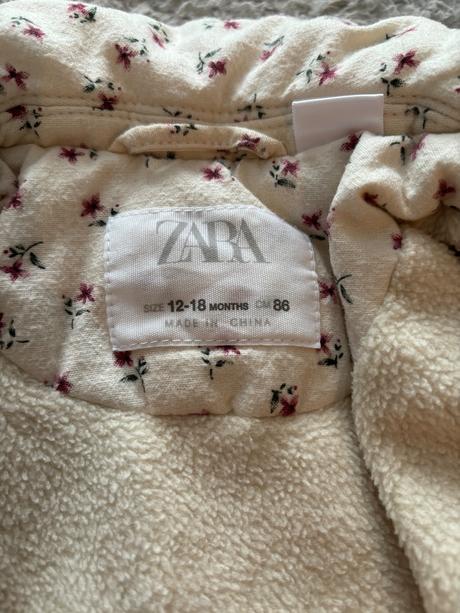 ZARA
SIZE 12-18 MONTHS CM 86
MADE IN CHINA